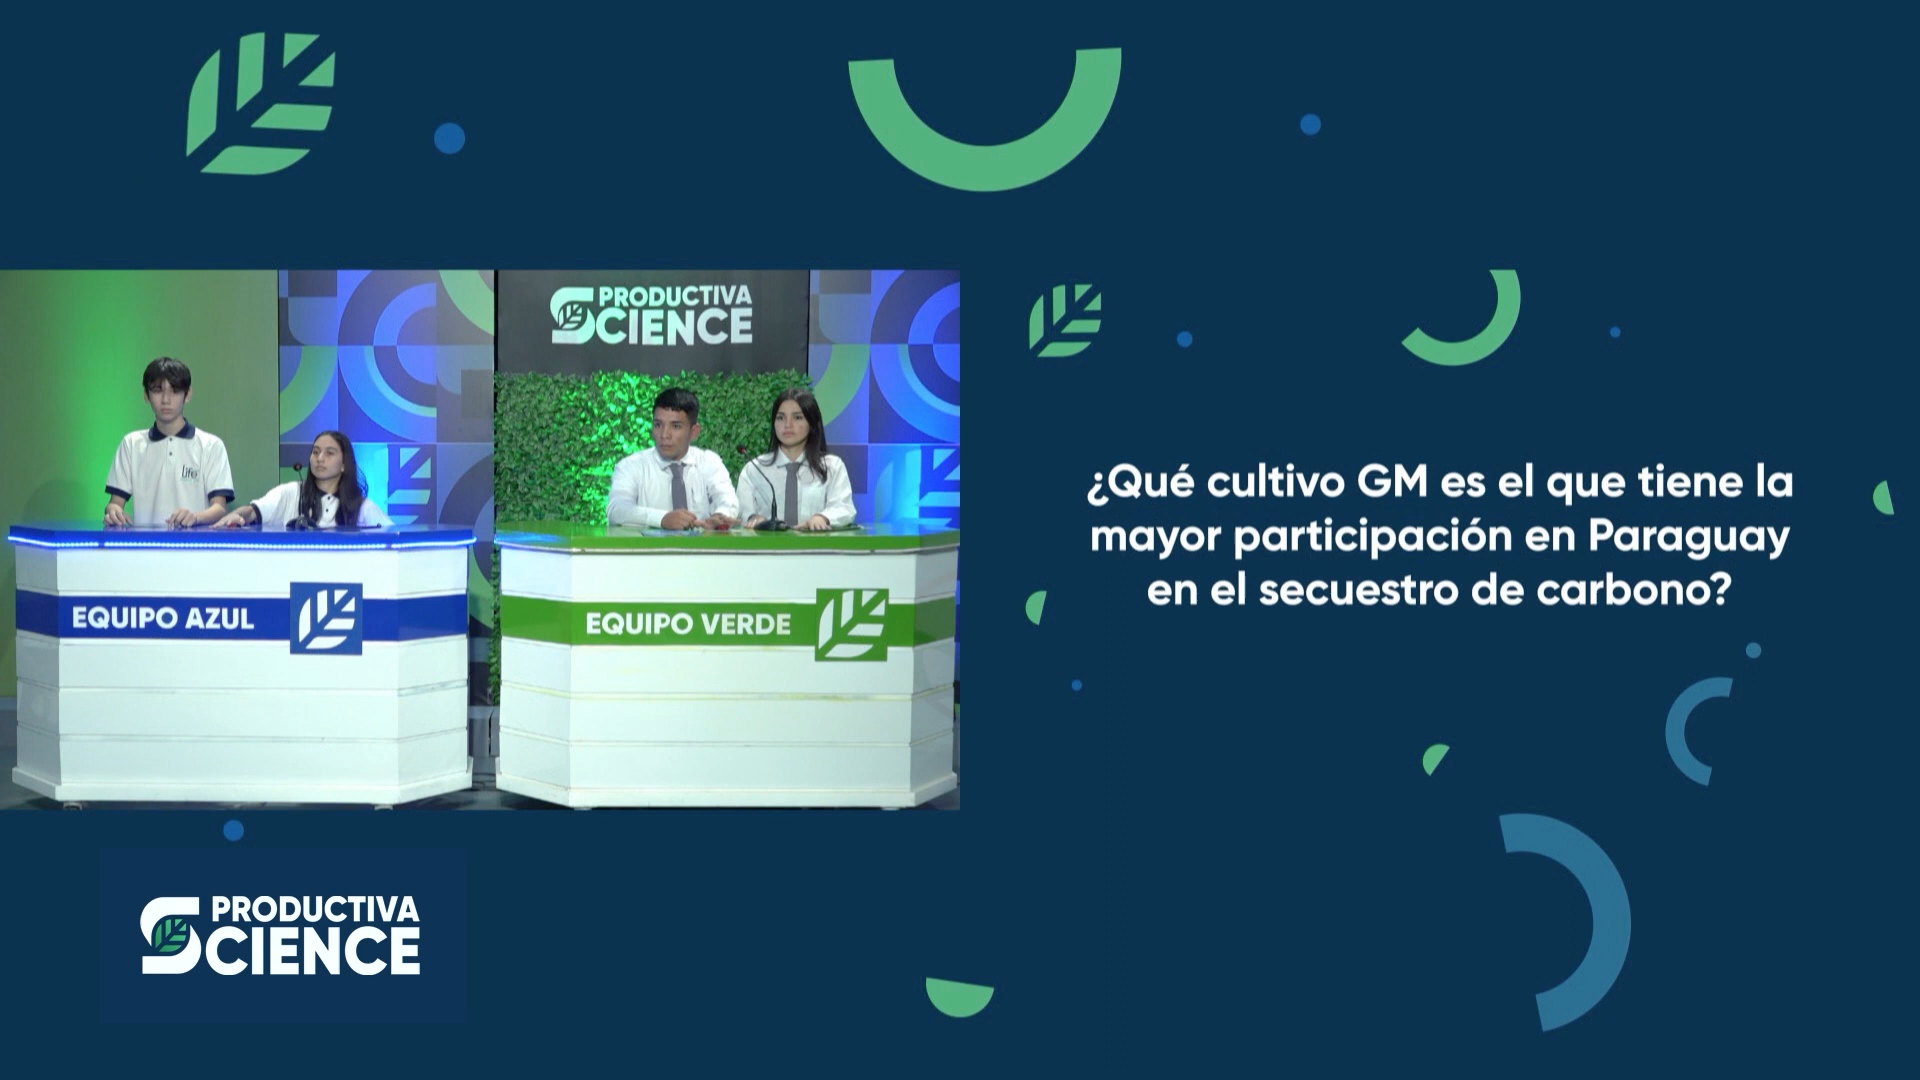 PRODUCTIVA
SCIENCE
life
EQUIPO AZUL
EQUIPO VERDE
¿Qué cultivo GM es el que tiene la
mayor participación en Paraguay
en el secuestro de carbono?
PRODUCTIVA
SCIENCE